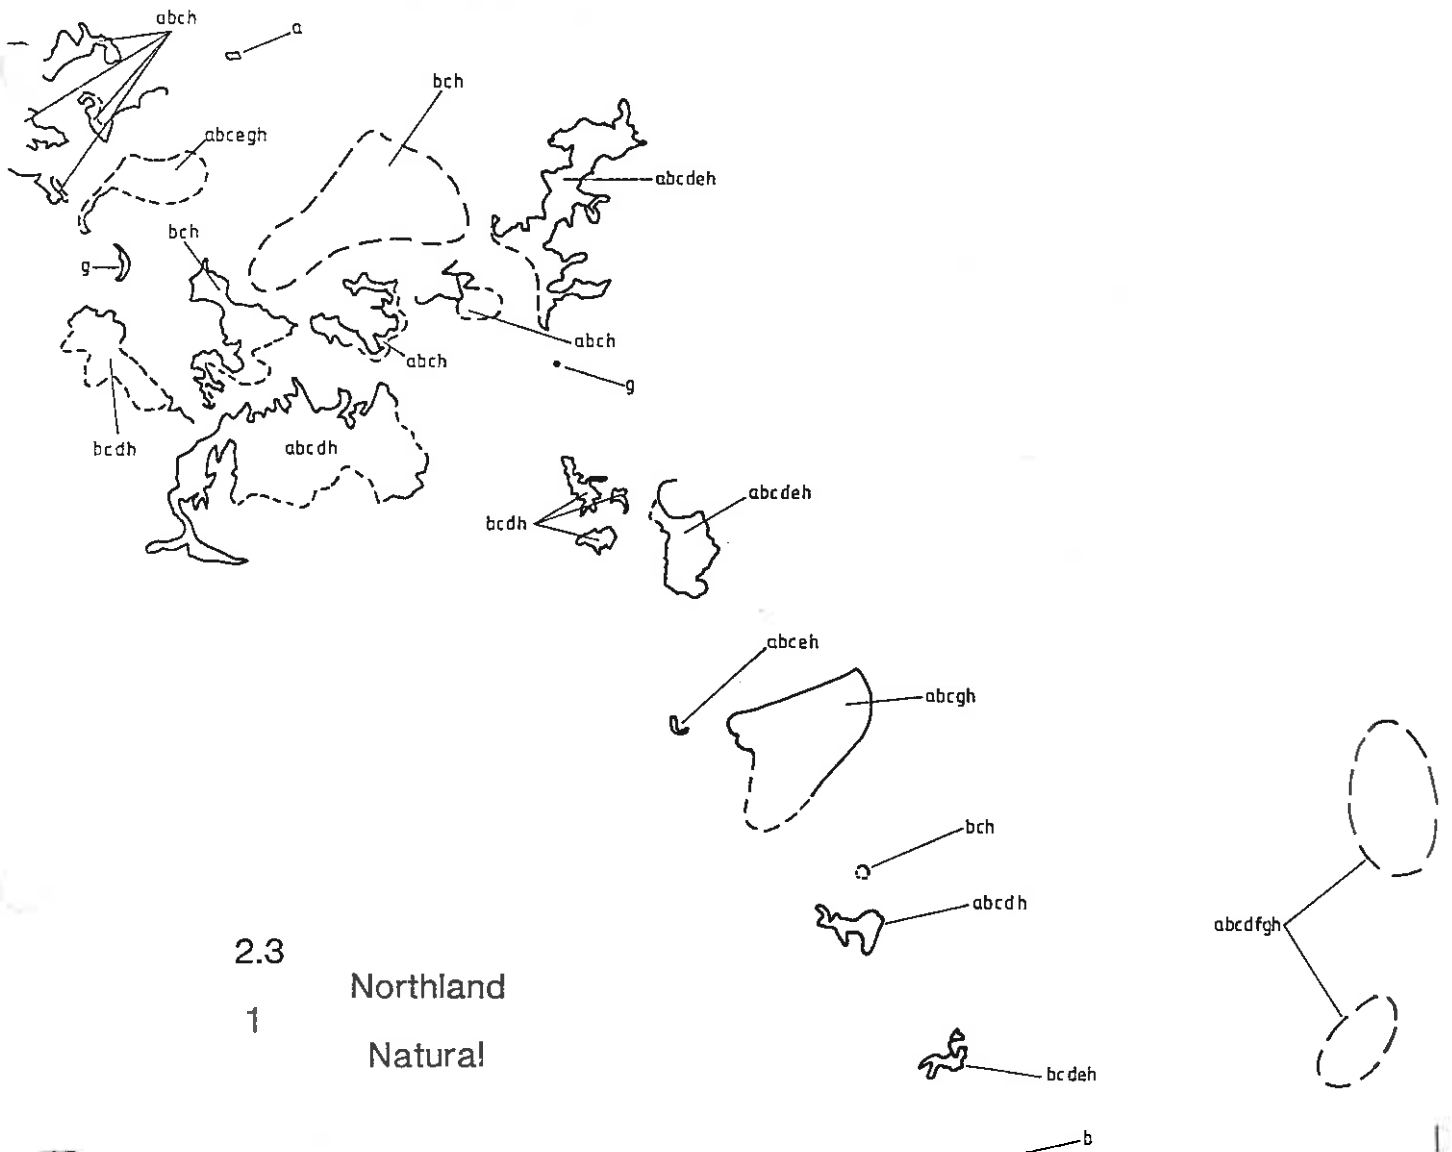 abch
a
bch
abcegh
abcdeh
bch
g
abch
abch
g
bcdh
abcdh
abcdeh
bcdh
abceh
abcgh
bch
abcdh
abcdfgh
2.3
Northland
1
Natural
bcdeh
b